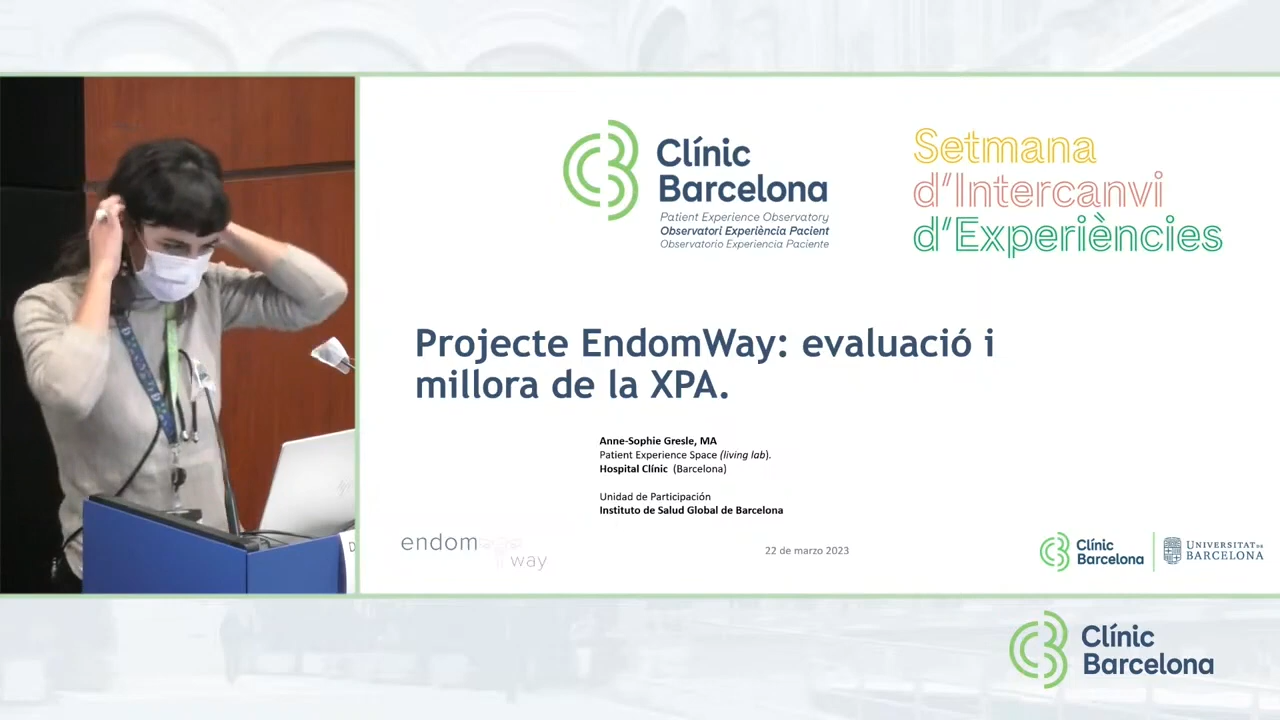 Clínic
Barcelona
Patient Experience Observatory
Observatori Experiència Pacient
Observatorio Experiencia Paciente
Setmana
d'Intercanvi
d'Experiències
Projecte EndomWay: evaluació i
millora de la XPA.
Anne-Sophie Gresle, MA
Patient Experience Space (living lab).
Hospital Clínic (Barcelona)
Unidad de Participación
Instituto de Salud Global de Barcelona
endom
way
22 de marzo 2023
Clínic
Barcelona
UNIVERSITAT DE
BARCELONA
Clínic
Barcelona